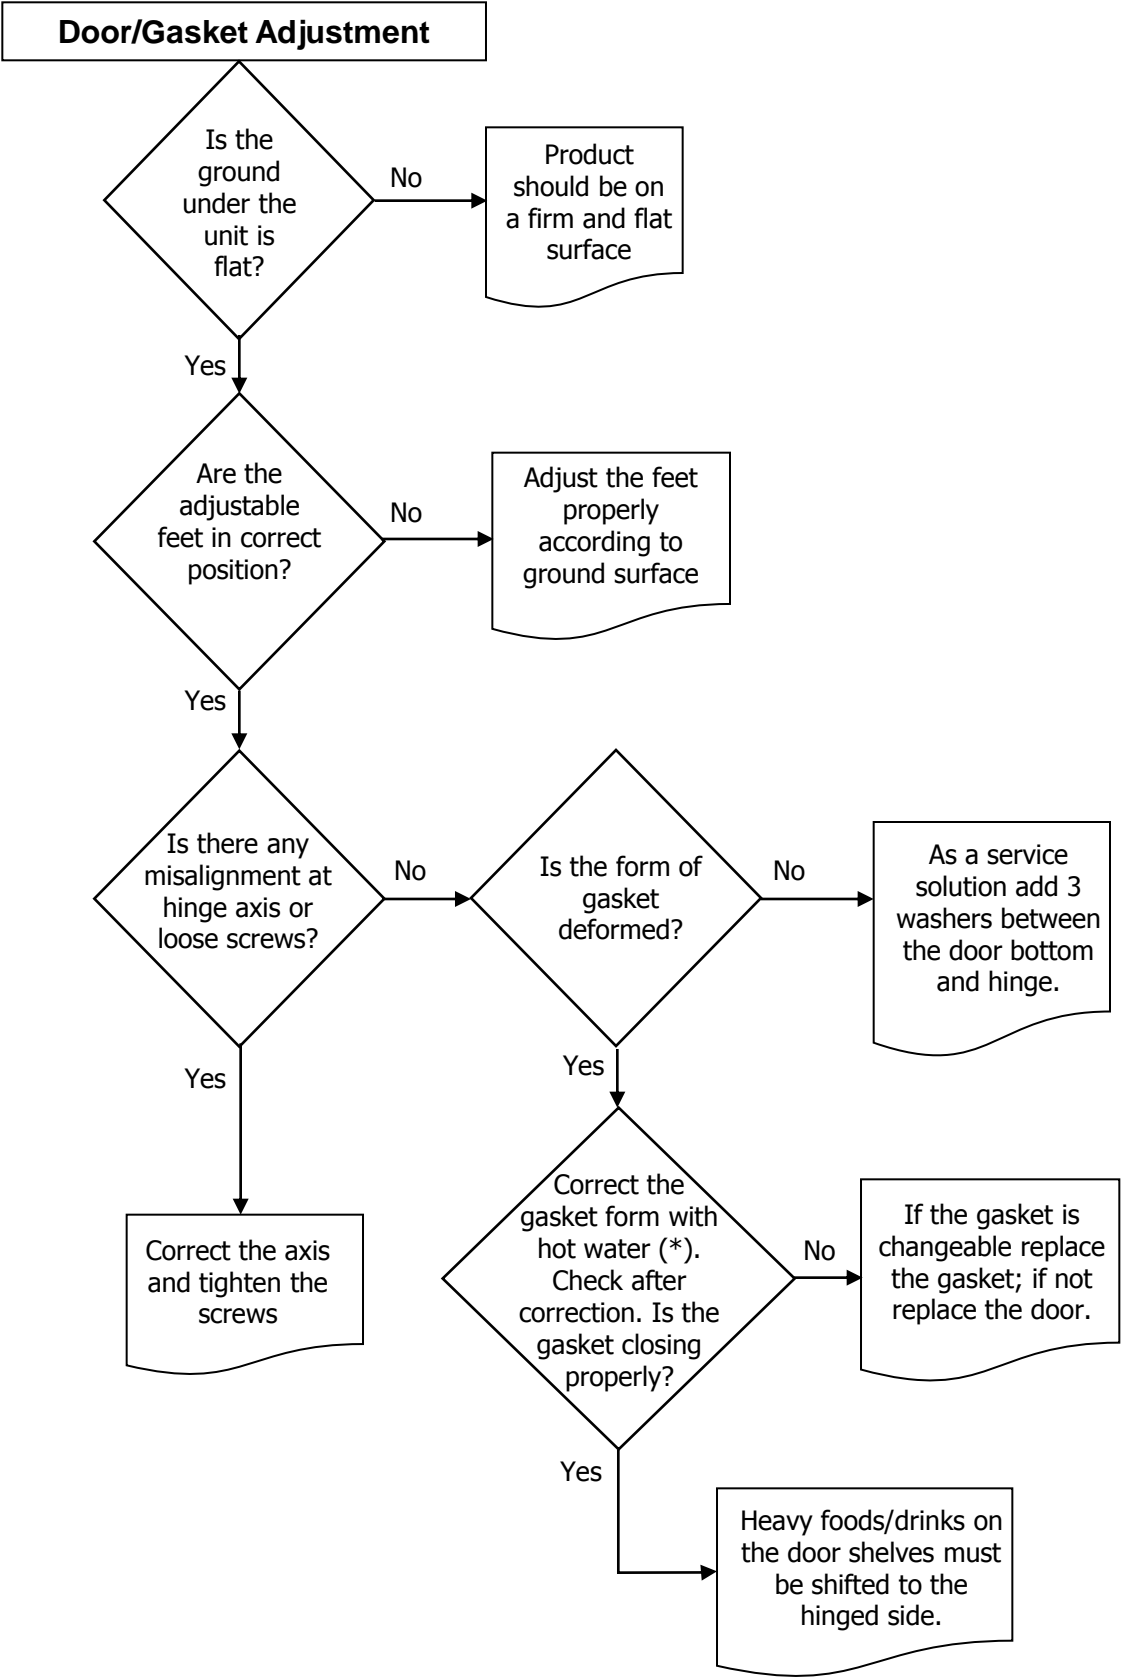 Door/Gasket Adjustment
Is the
ground
under the
unit is
flat?
No
Product
should be on
a firm and flat
surface
Yes
Are the
adjustable
feet in correct
position?
No
Adjust the feet
properly
according to
ground surface
Yes
Is there any
misalignment at
hinge axis or
loose screws?
No
Is the form of
gasket
deformed?
No
As a service
solution add 3
washers between
the door bottom
and hinge.
Yes
Correct the axis
and tighten the
screws
Yes
Correct the
gasket form with
hot water (*).
Check after
correction. Is the
gasket closing
properly?
No
If the gasket is
changeable replace
the gasket; if not
replace the door.
Yes
Heavy foods/drinks on
the door shelves must
be shifted to the
hinged side.